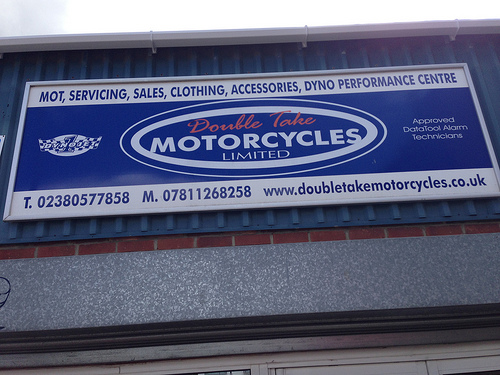 MOT, SERVICING, SALES, CLOTHING, ACCESSORIES, DYNO PERFORMANCE CENTRE
DYNOJET
Double Take
MOTORCYCLES
LIMITED
Approved
DataTool Alarm
Technicians
T. 02380577858 M. 07811268258 www.doubletakemotorcycles.co.uk